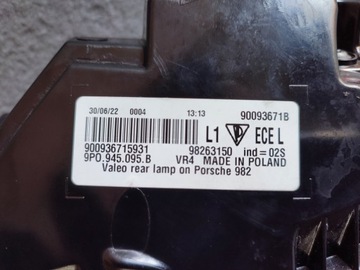 30/06/22 0004 13:13 90093671B
L1 ECE L
900936715931 98263150 ind=02S
9P0.945.095.B VR4 MADE IN POLAND
Valeo rear lamp on Porsche 982